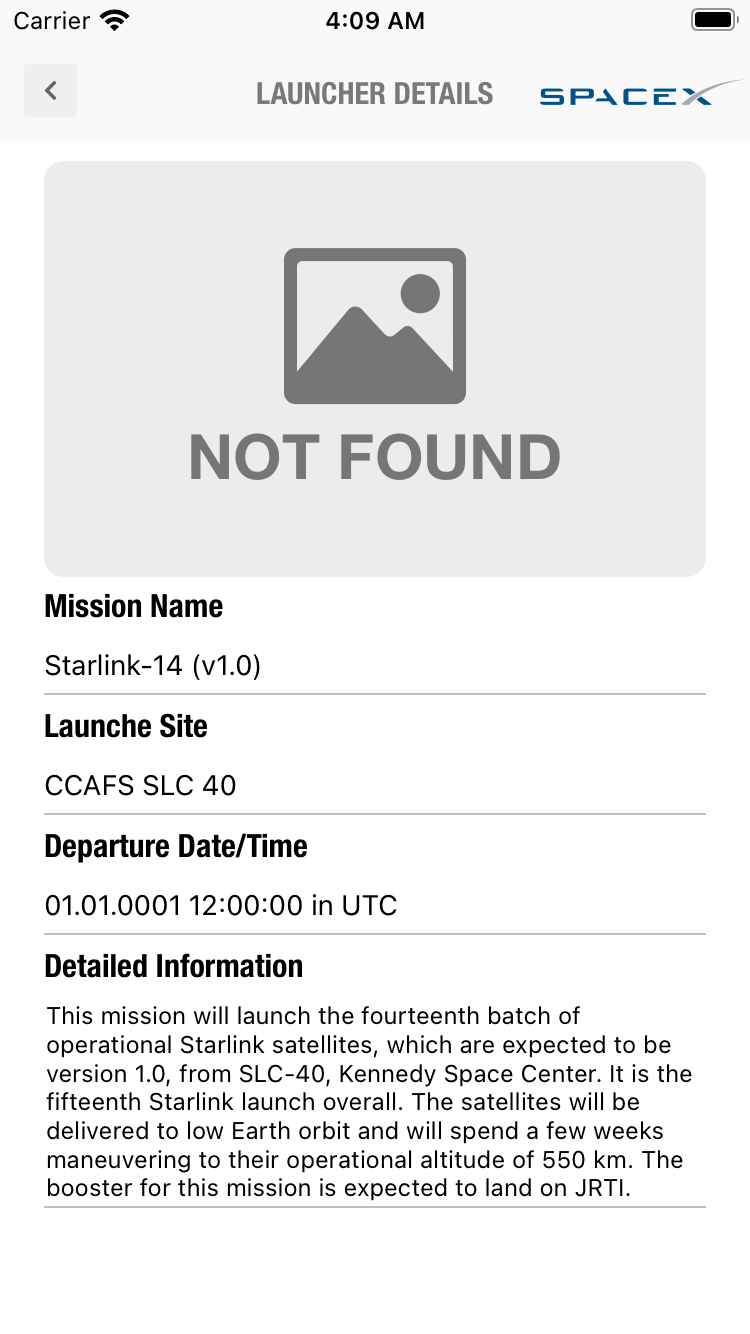 Carrier 4:09 AM
LAUNCHER DETAILS SPACEX
NOT FOUND
Mission Name
Starlink-14 (v1.0)
Launche Site
CCAFS SLC 40
Departure Date/Time
01.01.0001 12:00:00 in UTC
Detailed Information
This mission will launch the fourteenth batch of
operational Starlink satellites, which are expected to be
version 1.0, from SLC-40, Kennedy Space Center. It is the
fifteenth Starlink launch overall. The satellites will be
delivered to low Earth orbit and will spend a few weeks
maneuvering to their operational altitude of 550 km. The
booster for this mission is expected to land on JRTI.